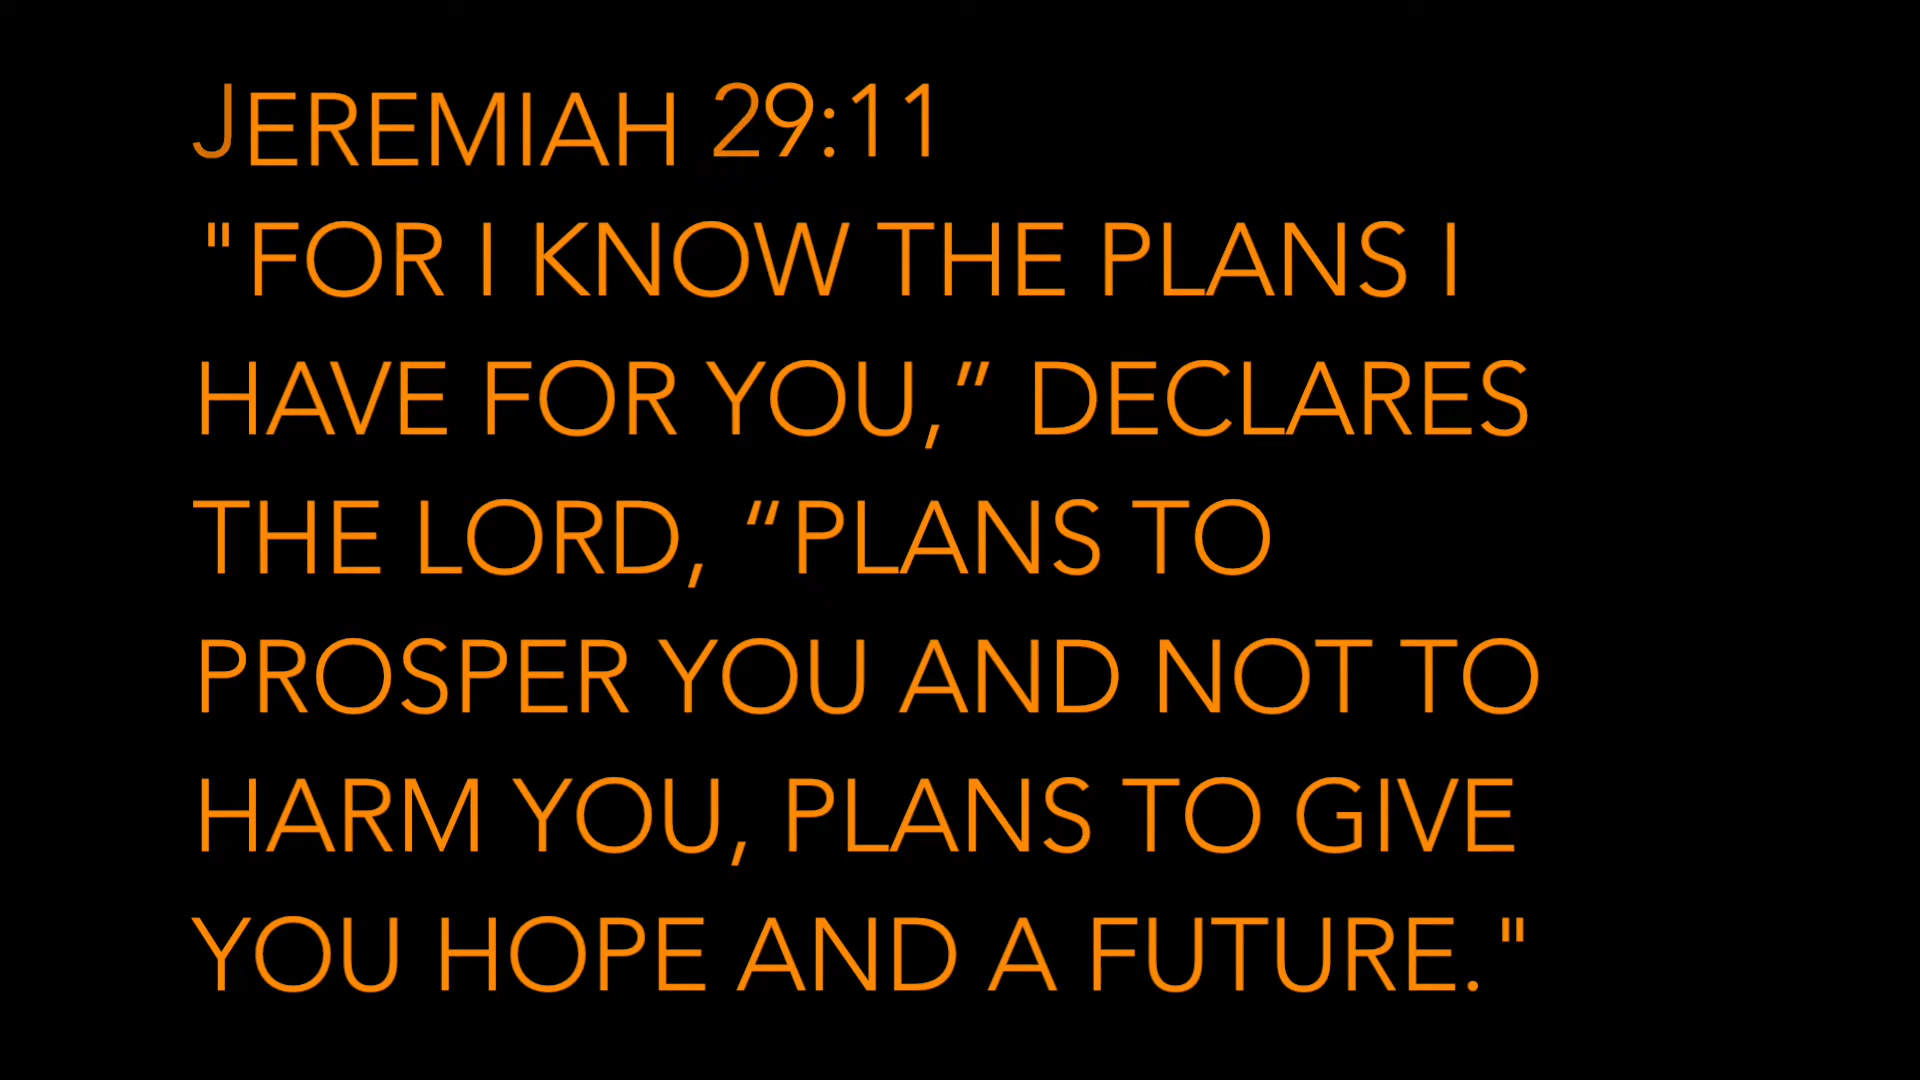 JEREMIAH 29:11
"FOR I KNOW THE PLANS I
HAVE FOR YOU,” DECLARES
THE LORD, “PLANS TO
PROSPER YOU AND NOT TO
HARM YOU, PLANS TO GIVE
YOU HOPE AND A FUTURE."